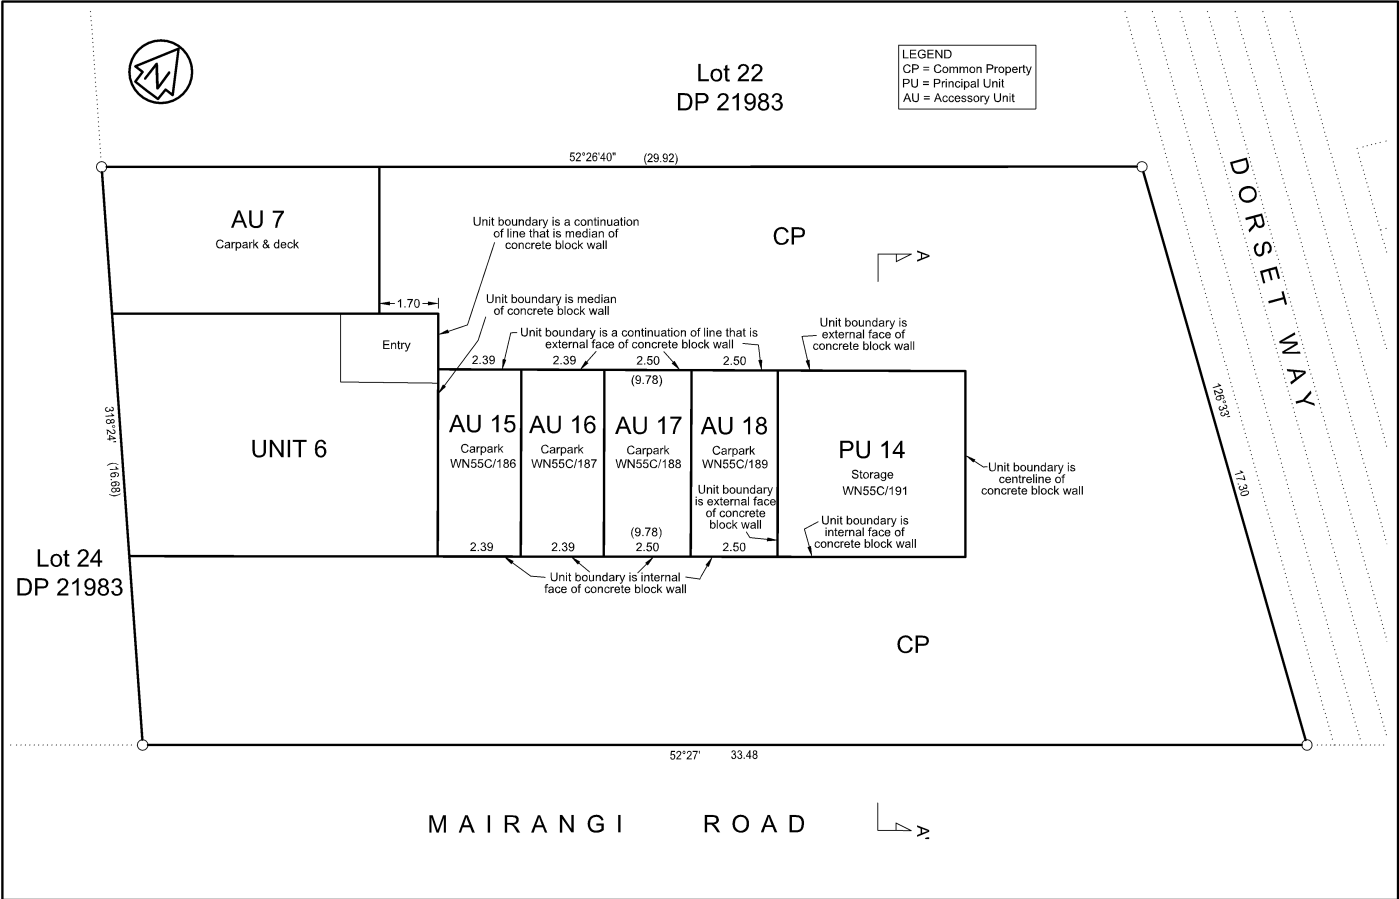 N
Lot 22
DP 21983
LEGEND
CP = Common Property
PU = Principal Unit
AU = Accessory Unit
52°26'40" (29.92)
DORSET WAY
AU 7
Carpark & deck
Unit boundary is a continuation
of line that is median of
concrete block wall
CP
A
1.70
Unit boundary is median
of concrete block wall
Unit boundary is a continuation of line that is
external face of concrete block wall
Unit boundary is
external face of
concrete block wall
Entry
2.39
2.39
2.50
2.50
(9.78)
318°24' (16.68)
UNIT 6
AU 15
Carpark
WN55C/186
AU 16
Carpark
WN55C/187
AU 17
Carpark
WN55C/188
AU 18
Carpark
WN55C/189
PU 14
Storage
WN55C/191
Unit boundary
is external face
of concrete
block wall
Unit boundary is
internal face of
concrete block wall
Unit boundary is
centreline of
concrete block wall
126°33' 17.30
(9.78)
2.39
2.39
2.50
2.50
Unit boundary is internal
face of concrete block wall
Lot 24
DP 21983
CP
52°27' 33.48
MAIRANGI ROAD
A'